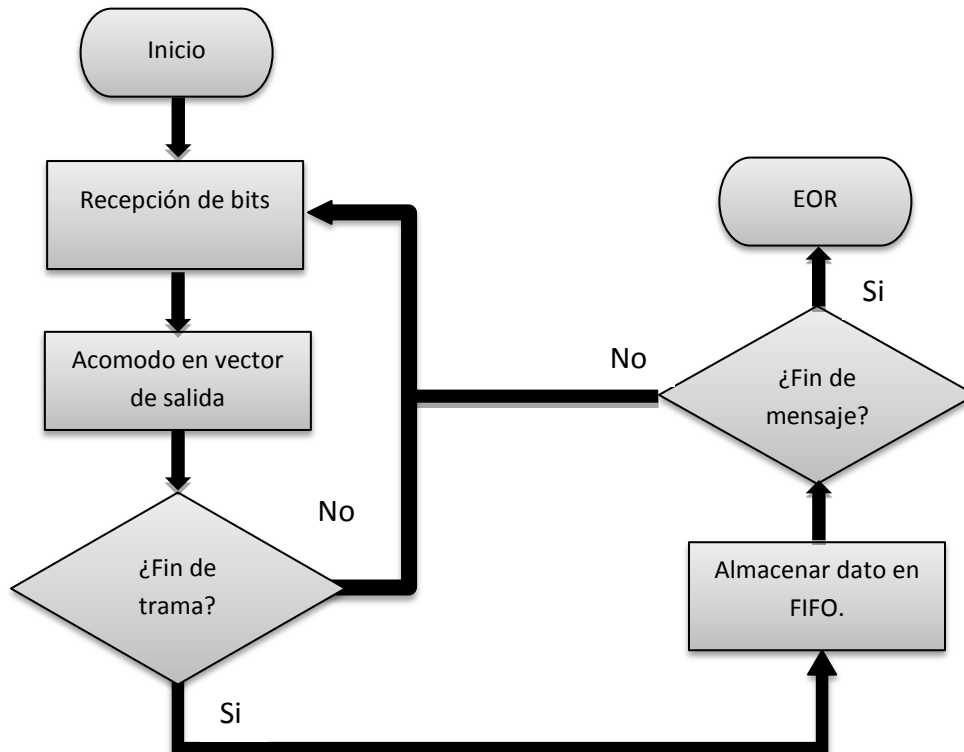 Inicio
Recepción de bits
Acomodo en vector
de salida
¿Fin de
trama?
No
Si
Almacenar dato en
FIFO.
¿Fin de
mensaje?
No
Si
EOR